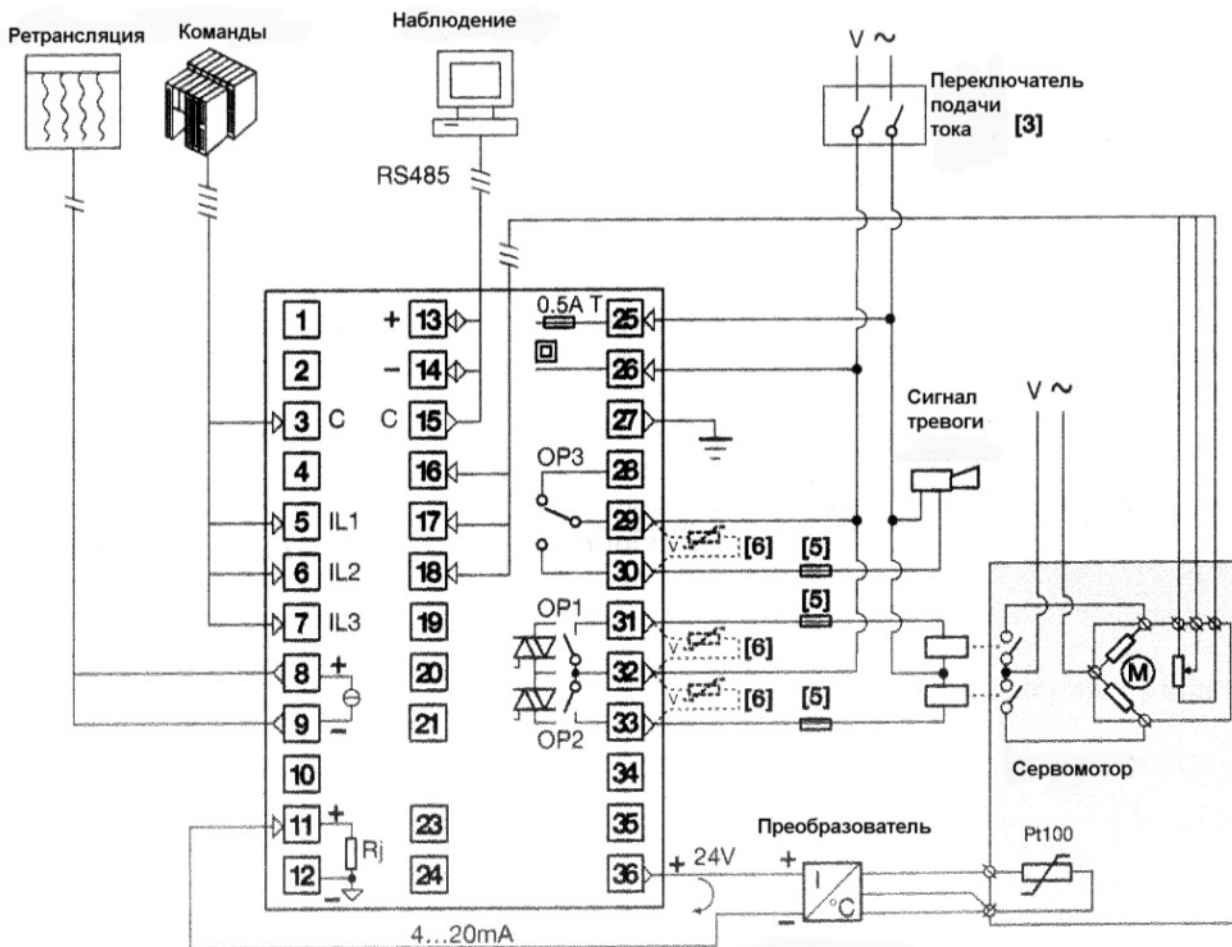 Ретрансляция
Команды
Наблюдение
V ~
Переключатель
подачи
тока [3]
RS485
0.5A T
1
+ 13
25
2
- 14
26
3 C
C 15
27
Сигнал
тревоги
V ~
4
16
OP3
28
5 IL1
17
29
V [6] [5]
6 IL2
18
30
[5]
7 IL3
19
OP1
31
V [6]
8 +
20
32
V [6] [5]
M
9 -
21
OP2
33
10
34
Сервомотор
11 +
23
35
Преобразователь
Pt100
Rj
12 -
24
36
+ 24V +
I
°C
-
4...20mA